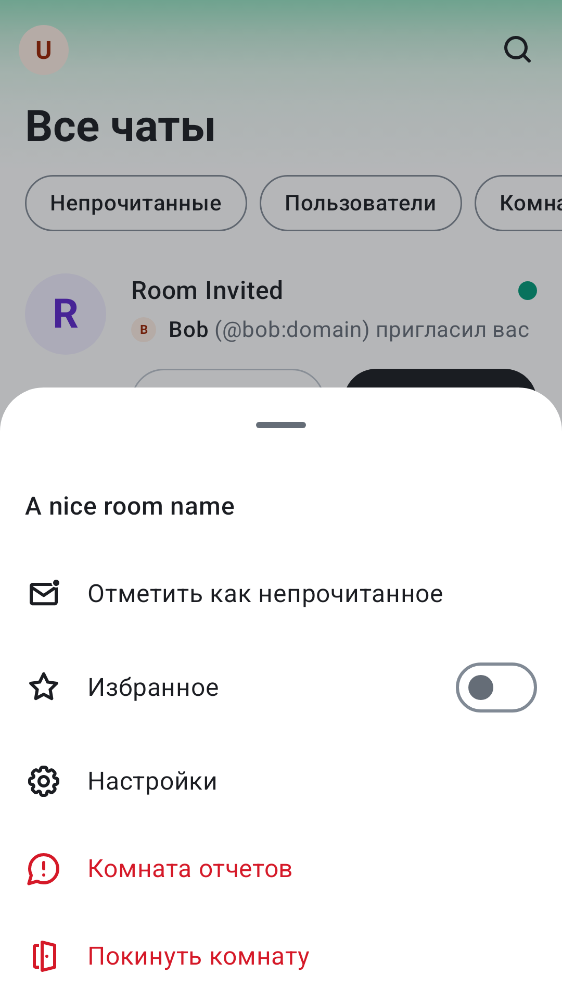 U
Все чаты
Непрочитанные Пользователи
R
Room Invited
B Bob (@bob:domain) пригласил вас
A nice room name
Отметить как непрочитанное
Избранное
Настройки
Комната отчетов
Покинуть комнату